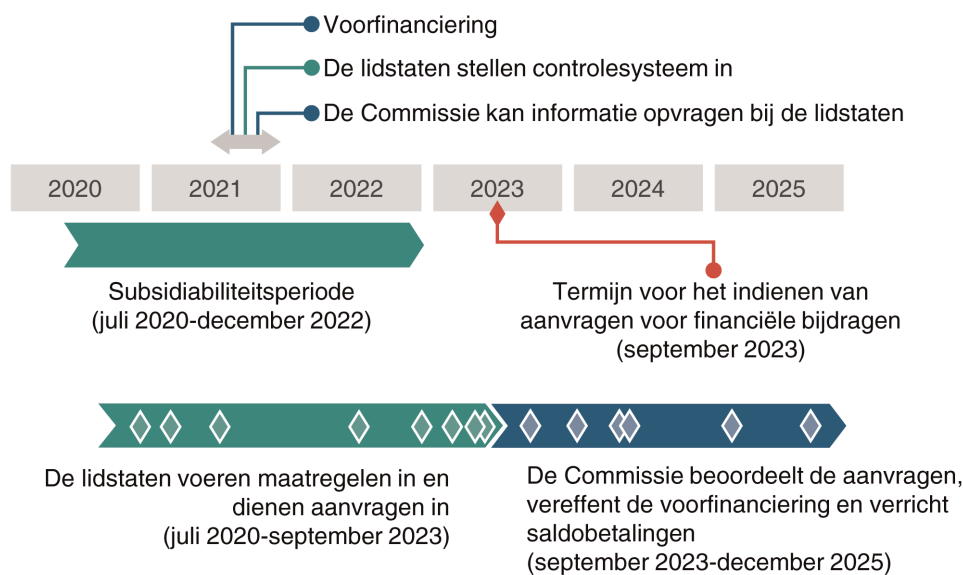 Voorfinanciering
De lidstaten stellen controlesysteem in
De Commissie kan informatie opvragen bij de lidstaten
2020 2021 2022 2023 2024 2025
Subsidiabiliteitsperiode
(juli 2020-december 2022)
Termijn voor het indienen van
aanvragen voor financiële bijdragen
(september 2023)
De lidstaten voeren maatregelen in en
dienen aanvragen in
(juli 2020-september 2023)
De Commissie beoordeelt de aanvragen,
vereffent de voorfinanciering en verricht
saldobetalingen
(september 2023-december 2025)